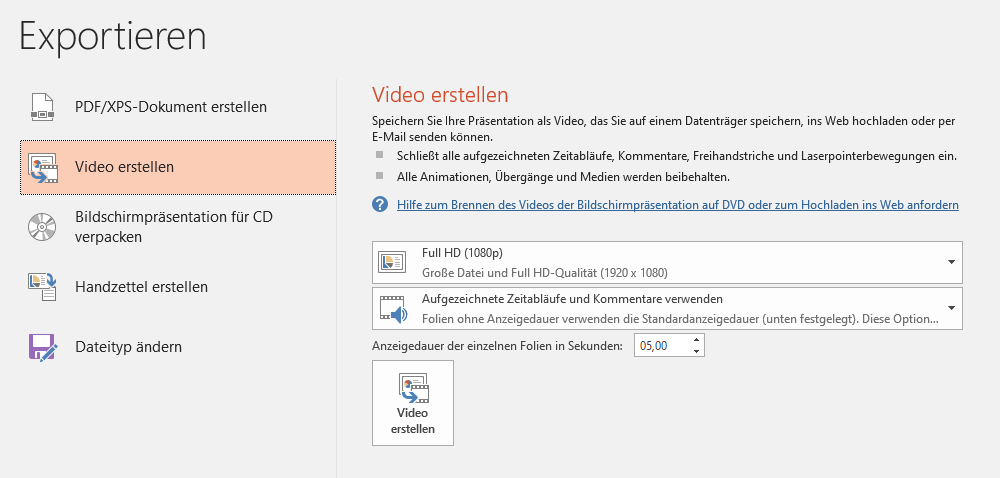 Exportieren
PDF/XPS-Dokument erstellen
Video erstellen
Bildschirmpräsentation für CD
verpacken
Handzettel erstellen
Dateityp ändern
Video erstellen
Speichern Sie Ihre Präsentation als Video, das Sie auf einem Datenträger speichern, ins Web hochladen oder per
E-Mail senden können.
Schließt alle aufgezeichneten Zeitabläufe, Kommentare, Freihandstriche und Laserpointerbewegungen ein.
Alle Animationen, Übergänge und Medien werden beibehalten.
Hilfe zum Brennen des Videos der Bildschirmpräsentation auf DVD oder zum Hochladen ins Web anfordern
Full HD (1080p)
Große Datei und Full HD-Qualität (1920 x 1080)
Aufgezeichnete Zeitabläufe und Kommentare verwenden
Folien ohne Anzeigedauer verwenden die Standardanzeigedauer (unten festgelegt). Diese Option...
Anzeigedauer der einzelnen Folien in Sekunden: 05,00
Video
erstellen